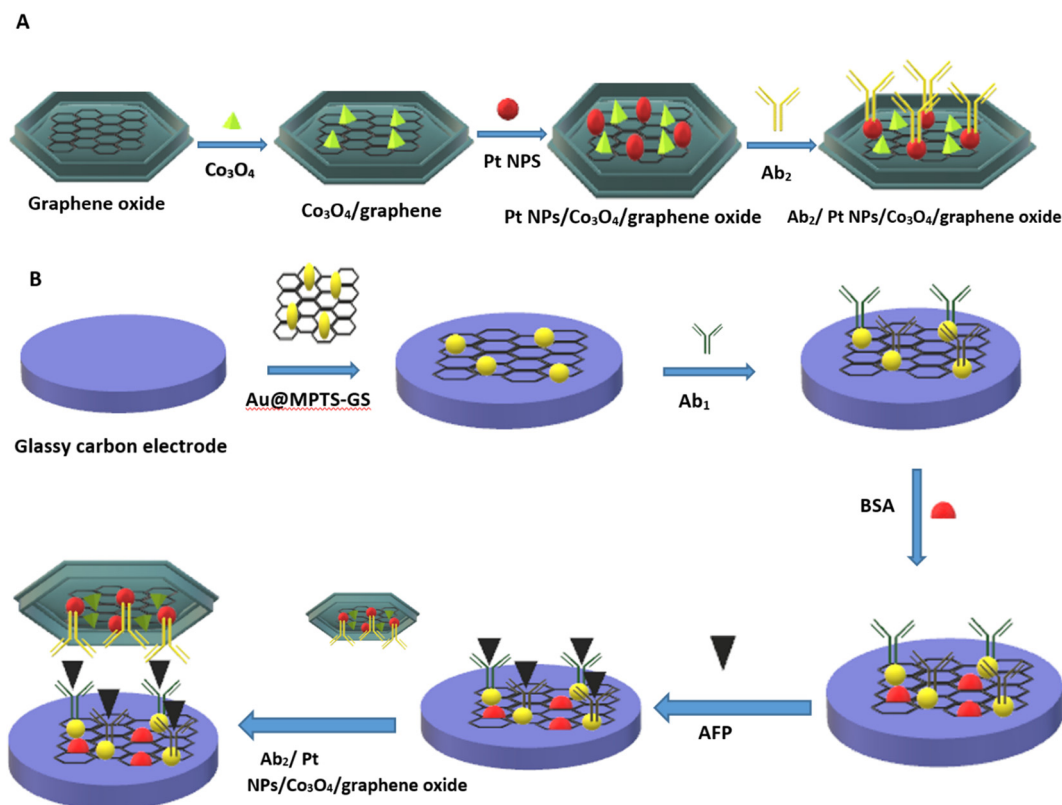 A
Co₃O₄
Pt NPS
Ab₂
Graphene oxide
Co₃O₄/graphene
Pt NPs/Co₃O₄/graphene oxide
Ab₂/ Pt NPs/Co₃O₄/graphene oxide
B
Au@MPTS-GS
Ab₁
Glassy carbon electrode
BSA
AFP
Ab₂/ Pt
NPs/Co₃O₄/graphene oxide